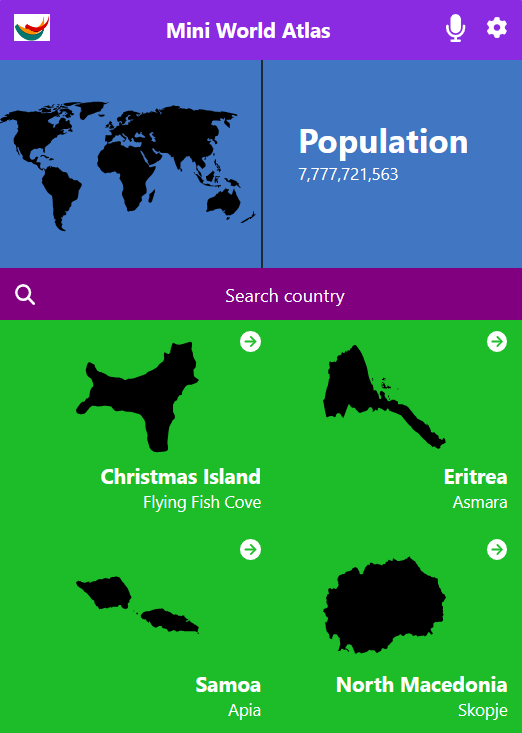 Mini World Atlas
Population
7,777,721,563
Search country
Christmas Island
Flying Fish Cove
Eritrea
Asmara
Samoa
Apia
North Macedonia
Skopje